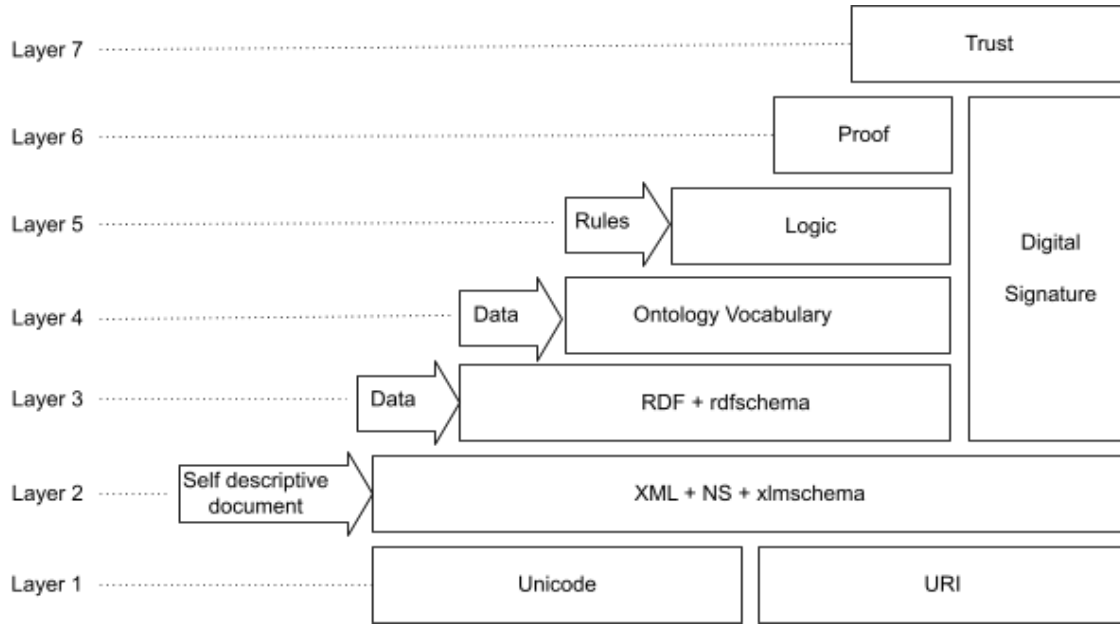 Layer 7
Trust
Layer 6
Proof
Layer 5
Rules
Logic
Digital
Signature
Layer 4
Data
Ontology Vocabulary
Layer 3
Data
RDF + rdfschema
Layer 2
Self descriptive
document
XML + NS + xlmschema
Layer 1
Unicode
URI